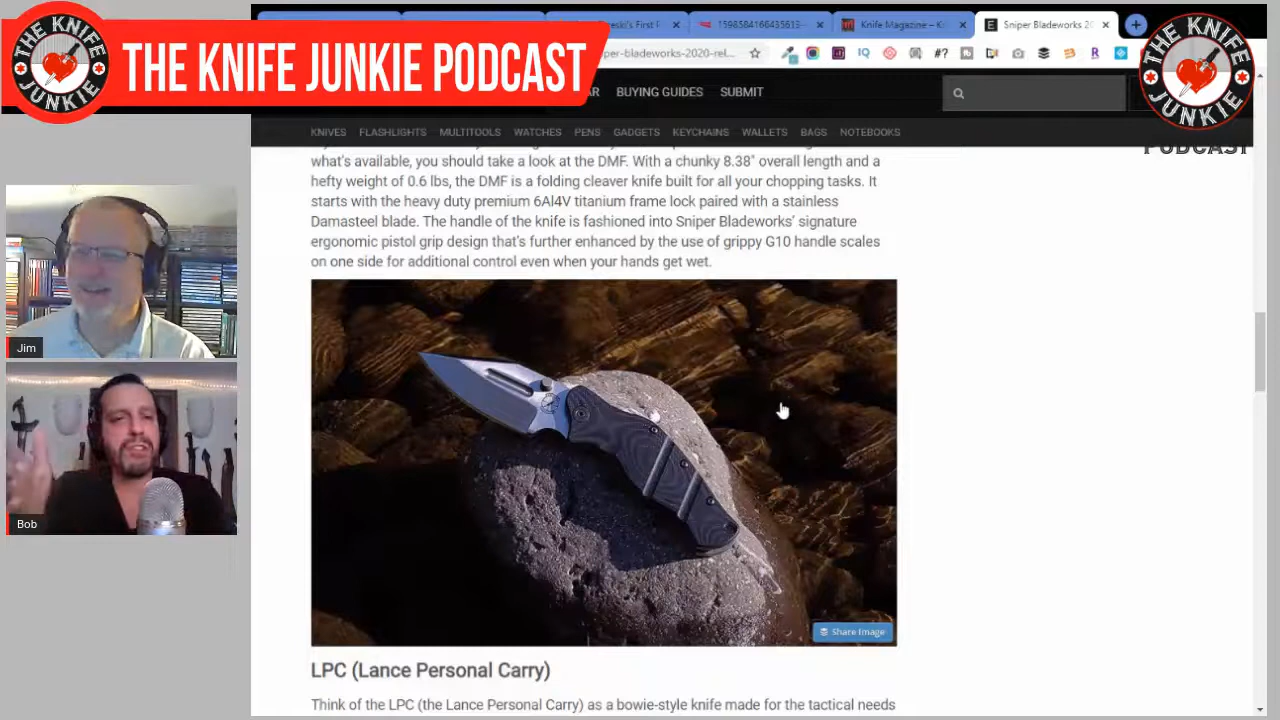 THE KNIFE JUNKIE
THE KNIFE JUNKIE PODCAST
1598584166435613
Knife Magazine – K
Sniper Bladeworks 20
per-bladeworks-2020-rel...
IQ
#?
R
BUYING GUIDES
SUBMIT
THE KNIFE JUNKIE
PODCAST
KNIVES
FLASHLIGHTS
MULTITOOLS
WATCHES
PENS
GADGETS
KEYCHAINS
WALLETS
BAGS
NOTEBOOKS
what's available, you should take a look at the DMF. With a chunky 8.38" overall length and a
hefty weight of 0.6 lbs, the DMF is a folding cleaver knife built for all your chopping tasks. It
starts with the heavy duty premium 6Al4V titanium frame lock paired with a stainless
Damasteel blade. The handle of the knife is fashioned into Sniper Bladeworks' signature
ergonomic pistol grip design that's further enhanced by the use of grippy G10 handle scales
on one side for additional control even when your hands get wet.
Jim
Bob
Share Image
LPC (Lance Personal Carry)
Think of the LPC (the Lance Personal Carry) as a bowie-style knife made for the tactical needs